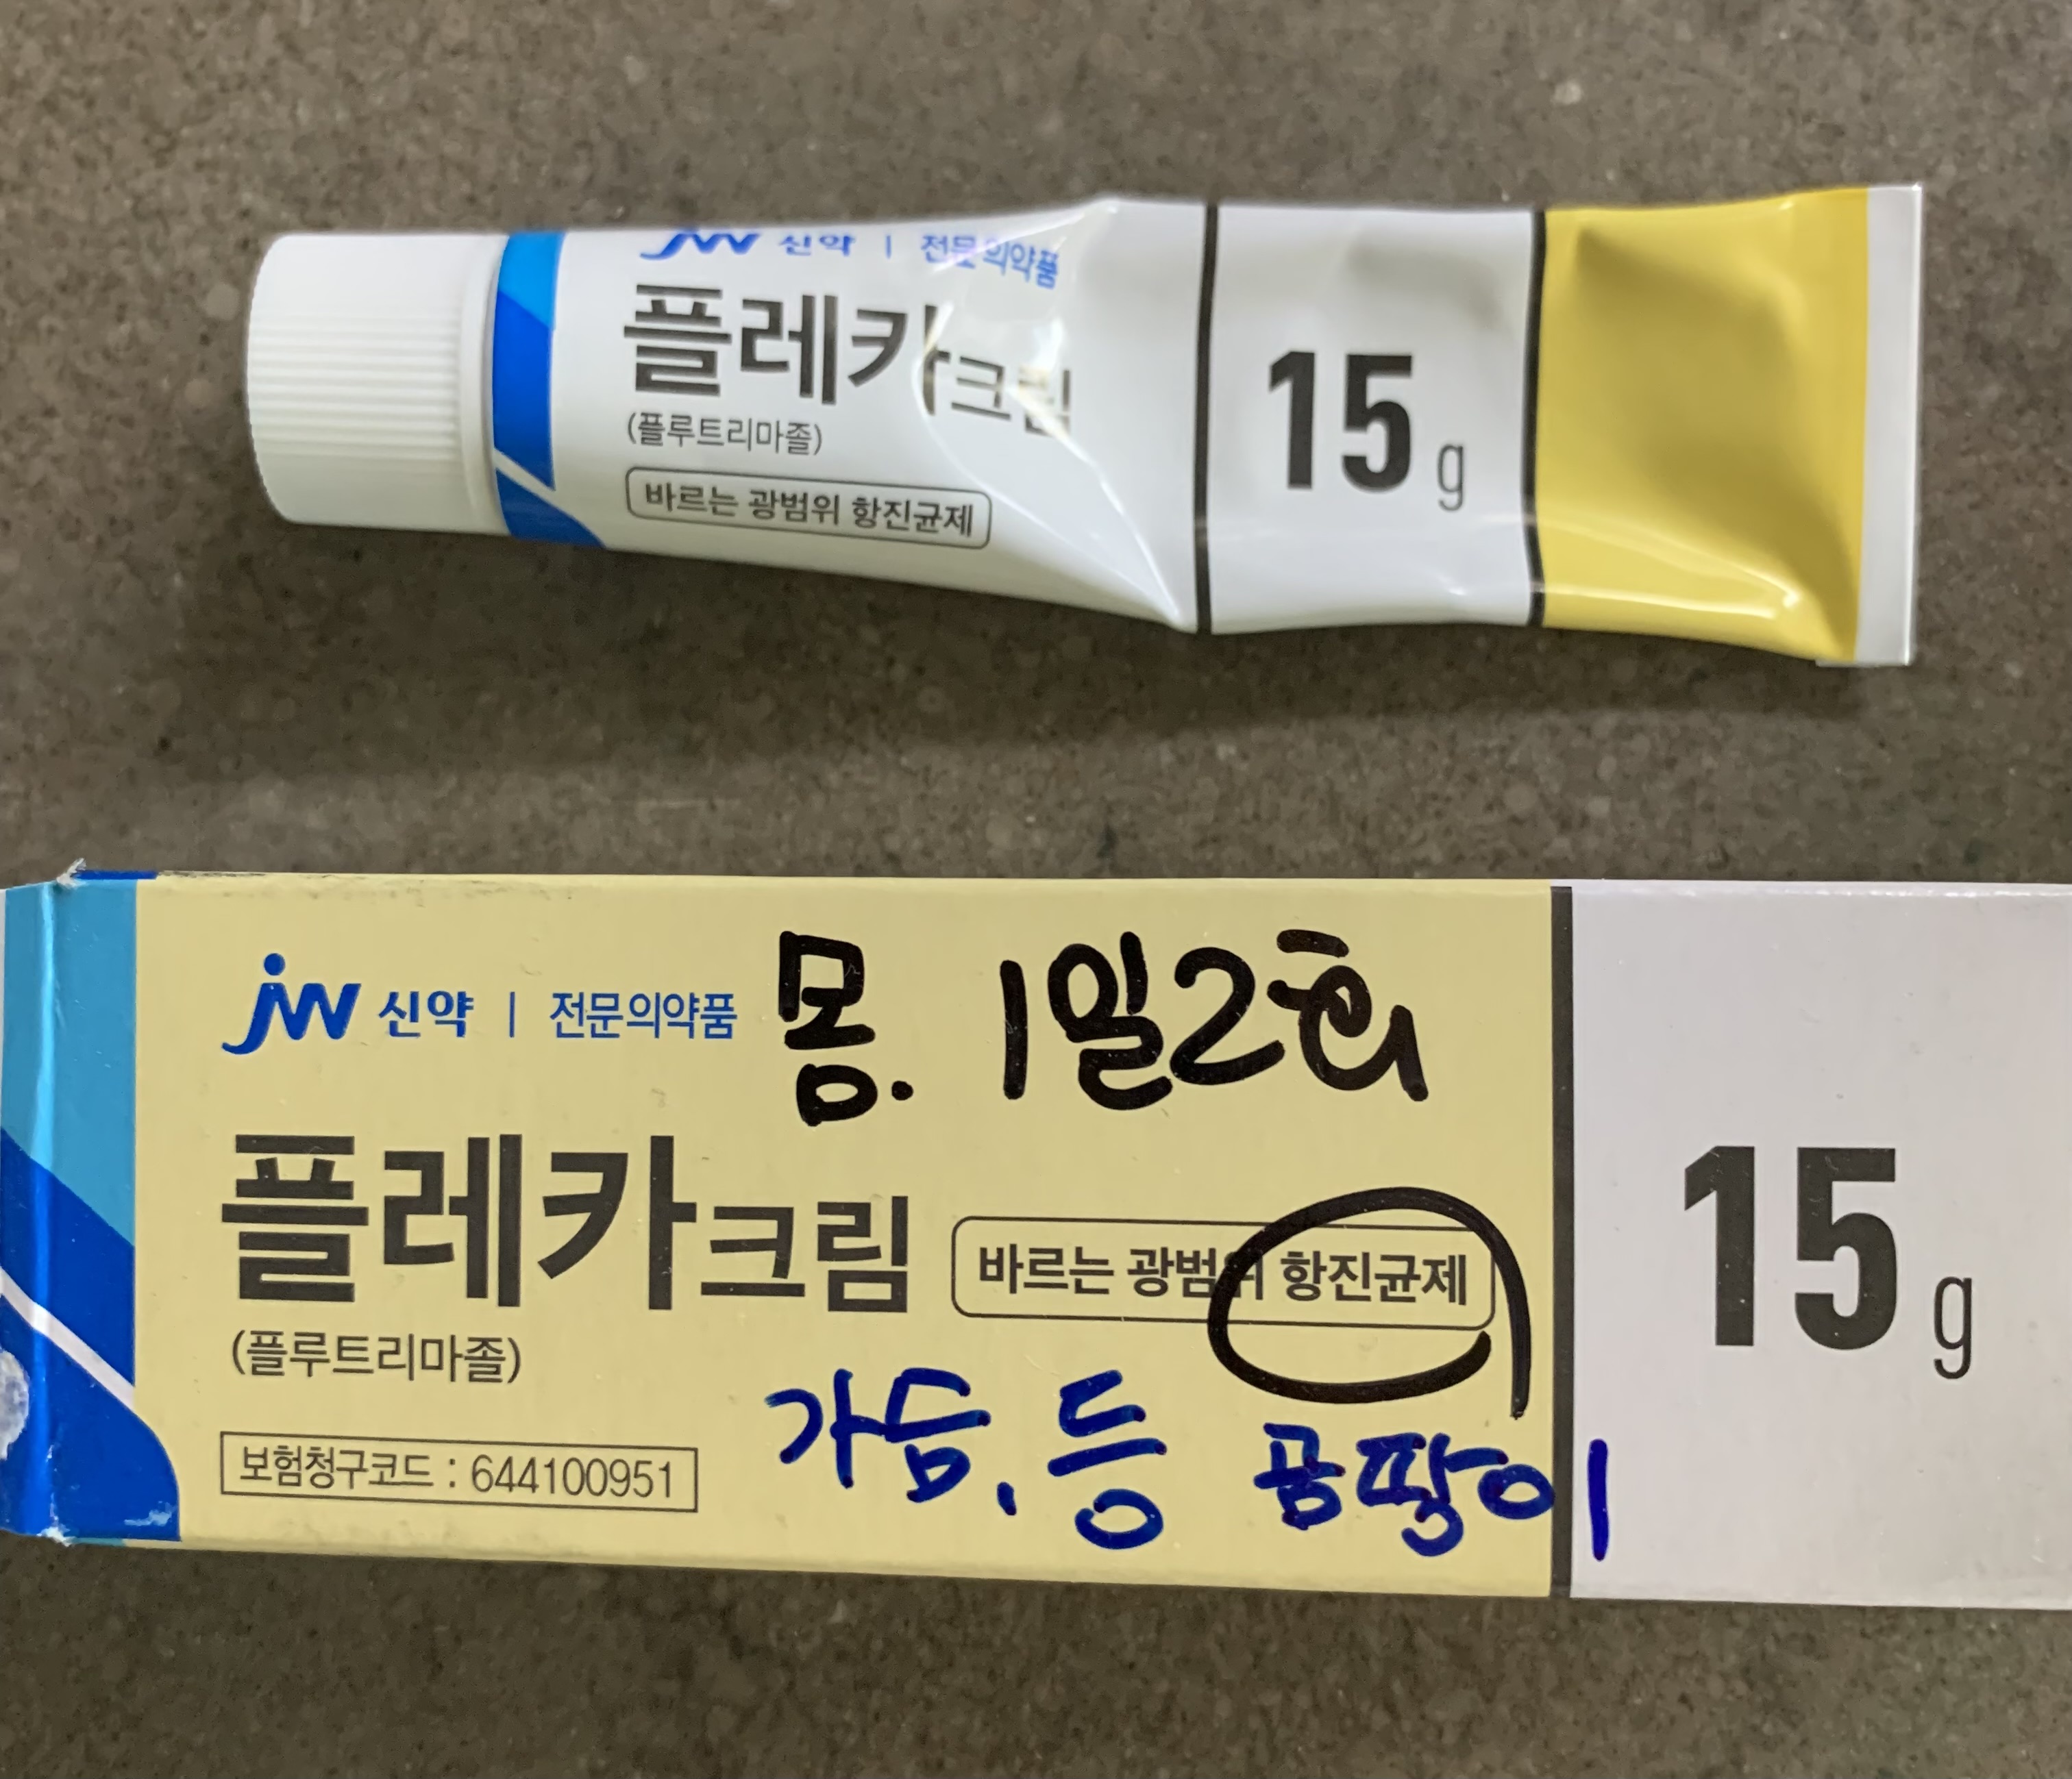 jw 신약 | 전문의약품
플레카크림
(플루트리마졸)
바르는 광범위 항진균제
15 g
jw 신약 | 전문의약품
몸. 1일2회
플레카크림
바르는 광범위 항진균제
(플루트리마졸)
가슴, 등 곰팡이
보험청구코드 : 644100951
15 g